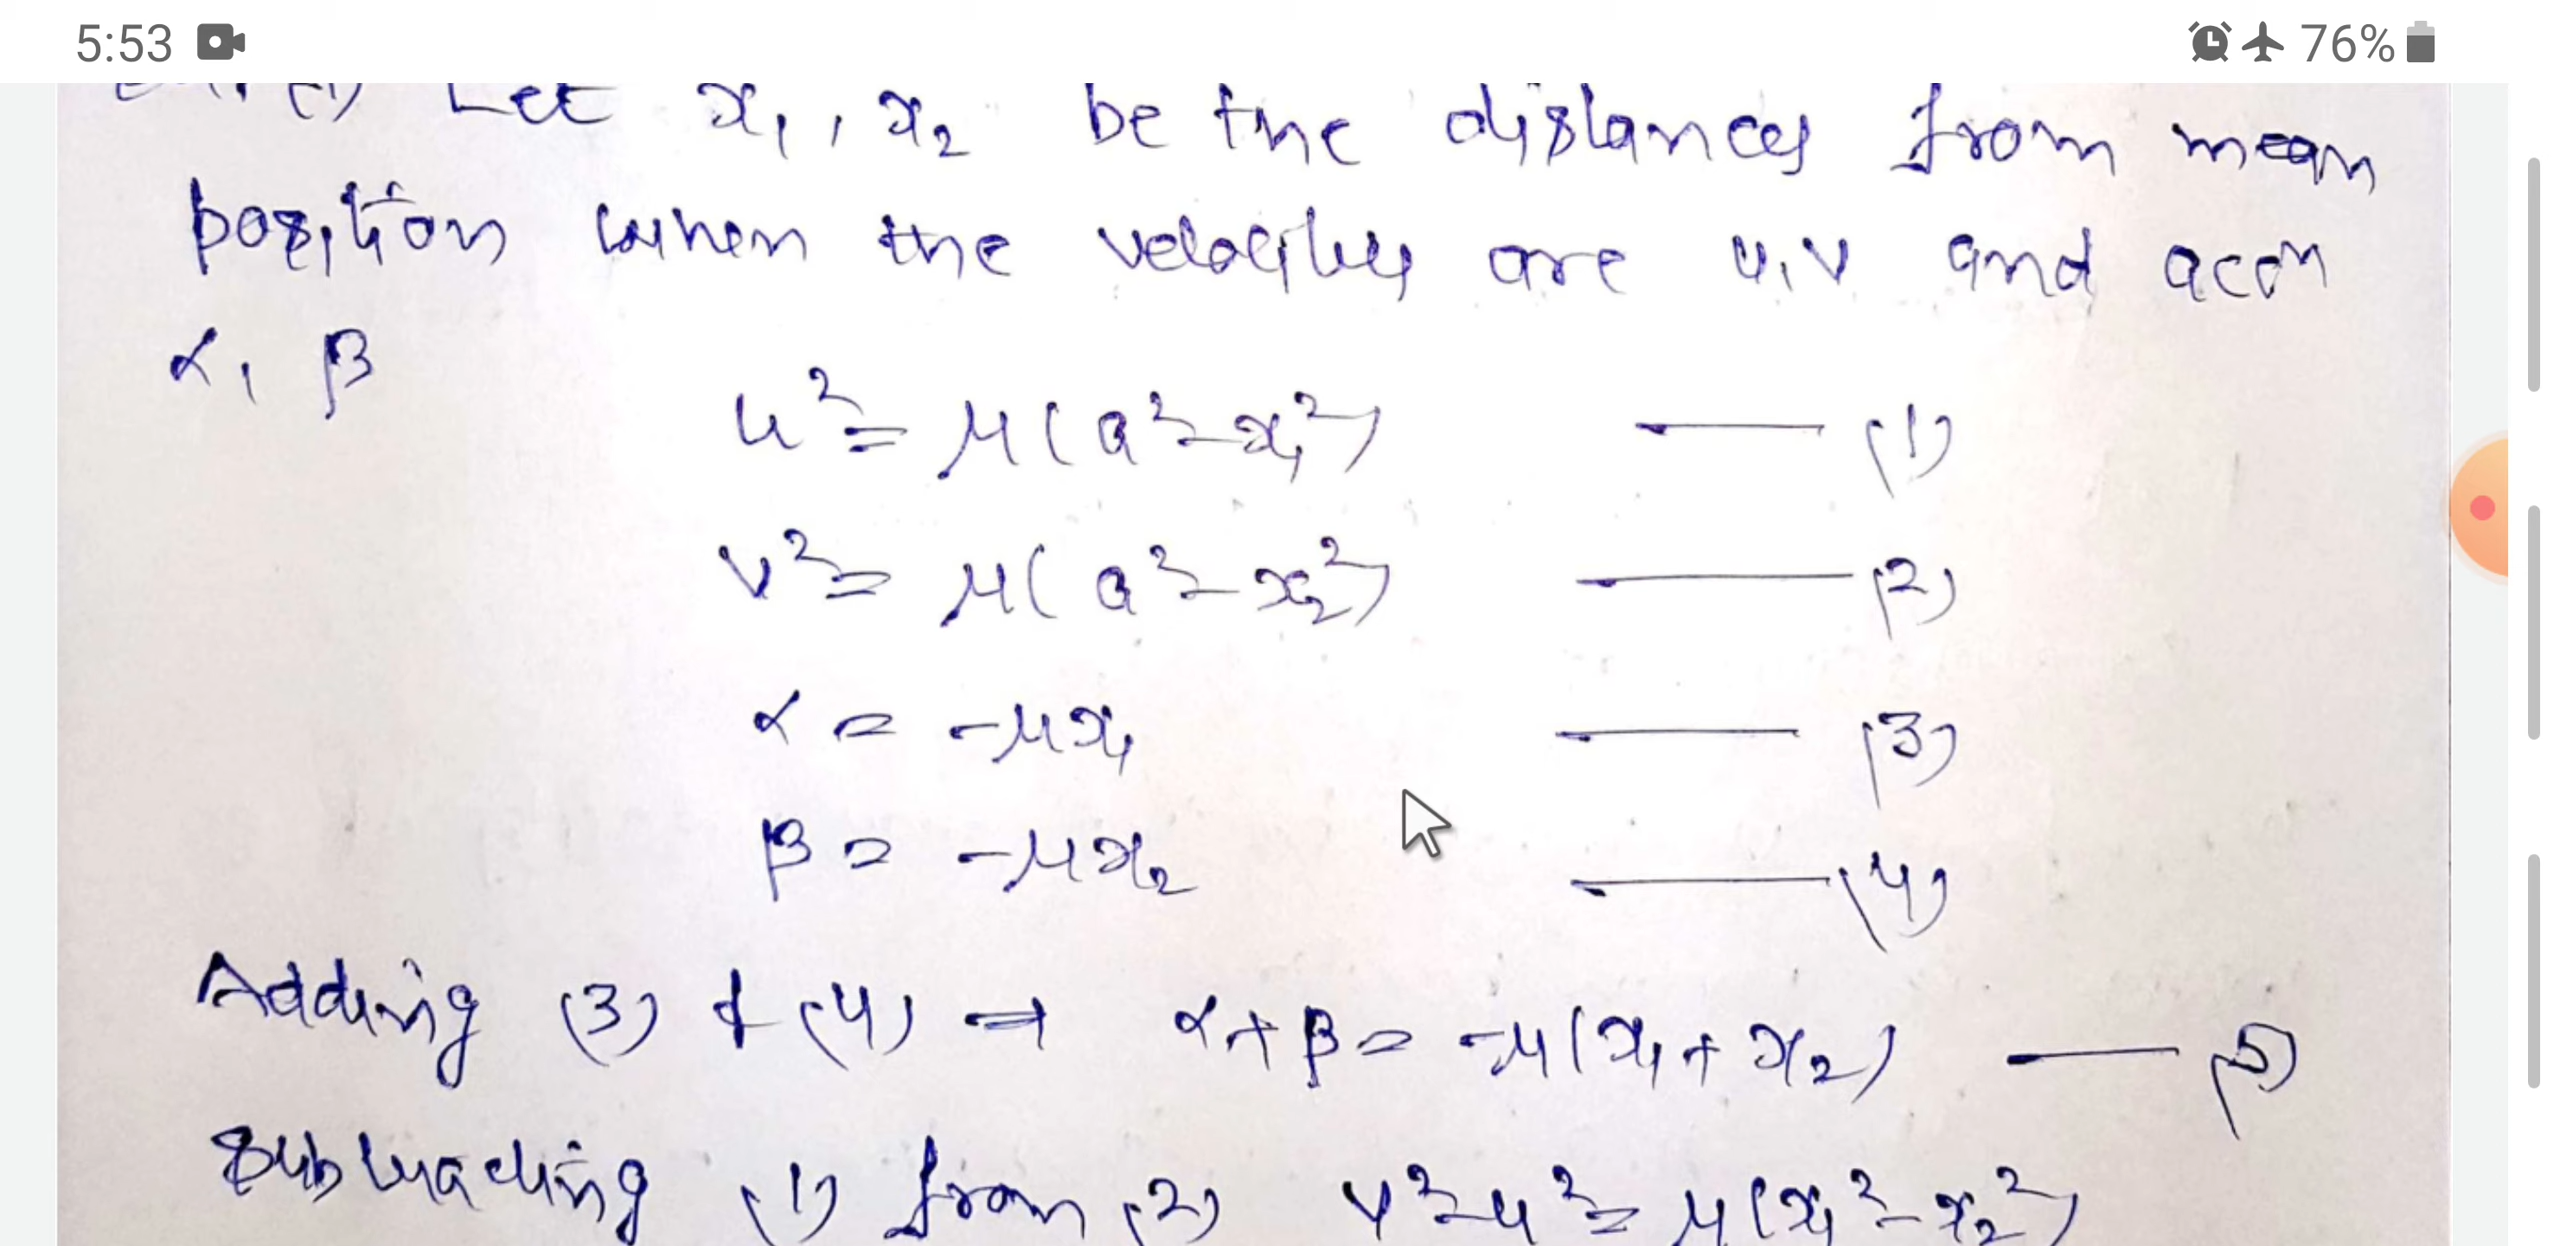 5:53 76%
(1) Let x₁, x₂ be the distances from mean
position when the velocities are u, v and accn
α, β
u² = μ(a² - x₁²) — (1)
v² = μ(a² - x₂²) — (2)
α = -μx₁ — (3)
β = -μx₂ — (4)
Adding (3) & (4) → α + β = -μ(x₁ + x₂) — (5)
Subtracting (1) from (2) v² - u² = μ(x₁² - x₂²)